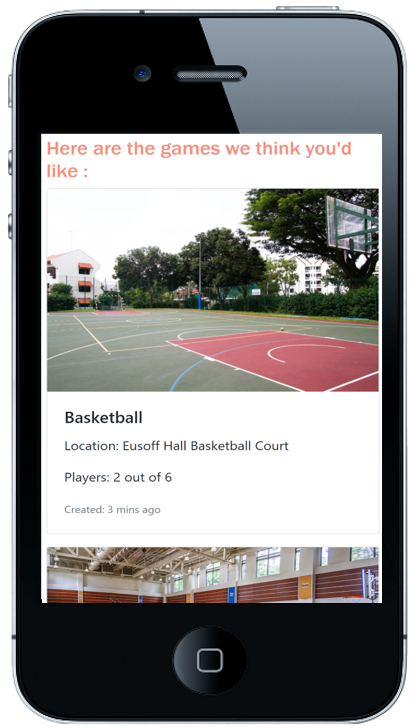 Here are the games we think you'd
like :
Basketball
Location: Eusoff Hall Basketball Court
Players: 2 out of 6
Created: 3 mins ago